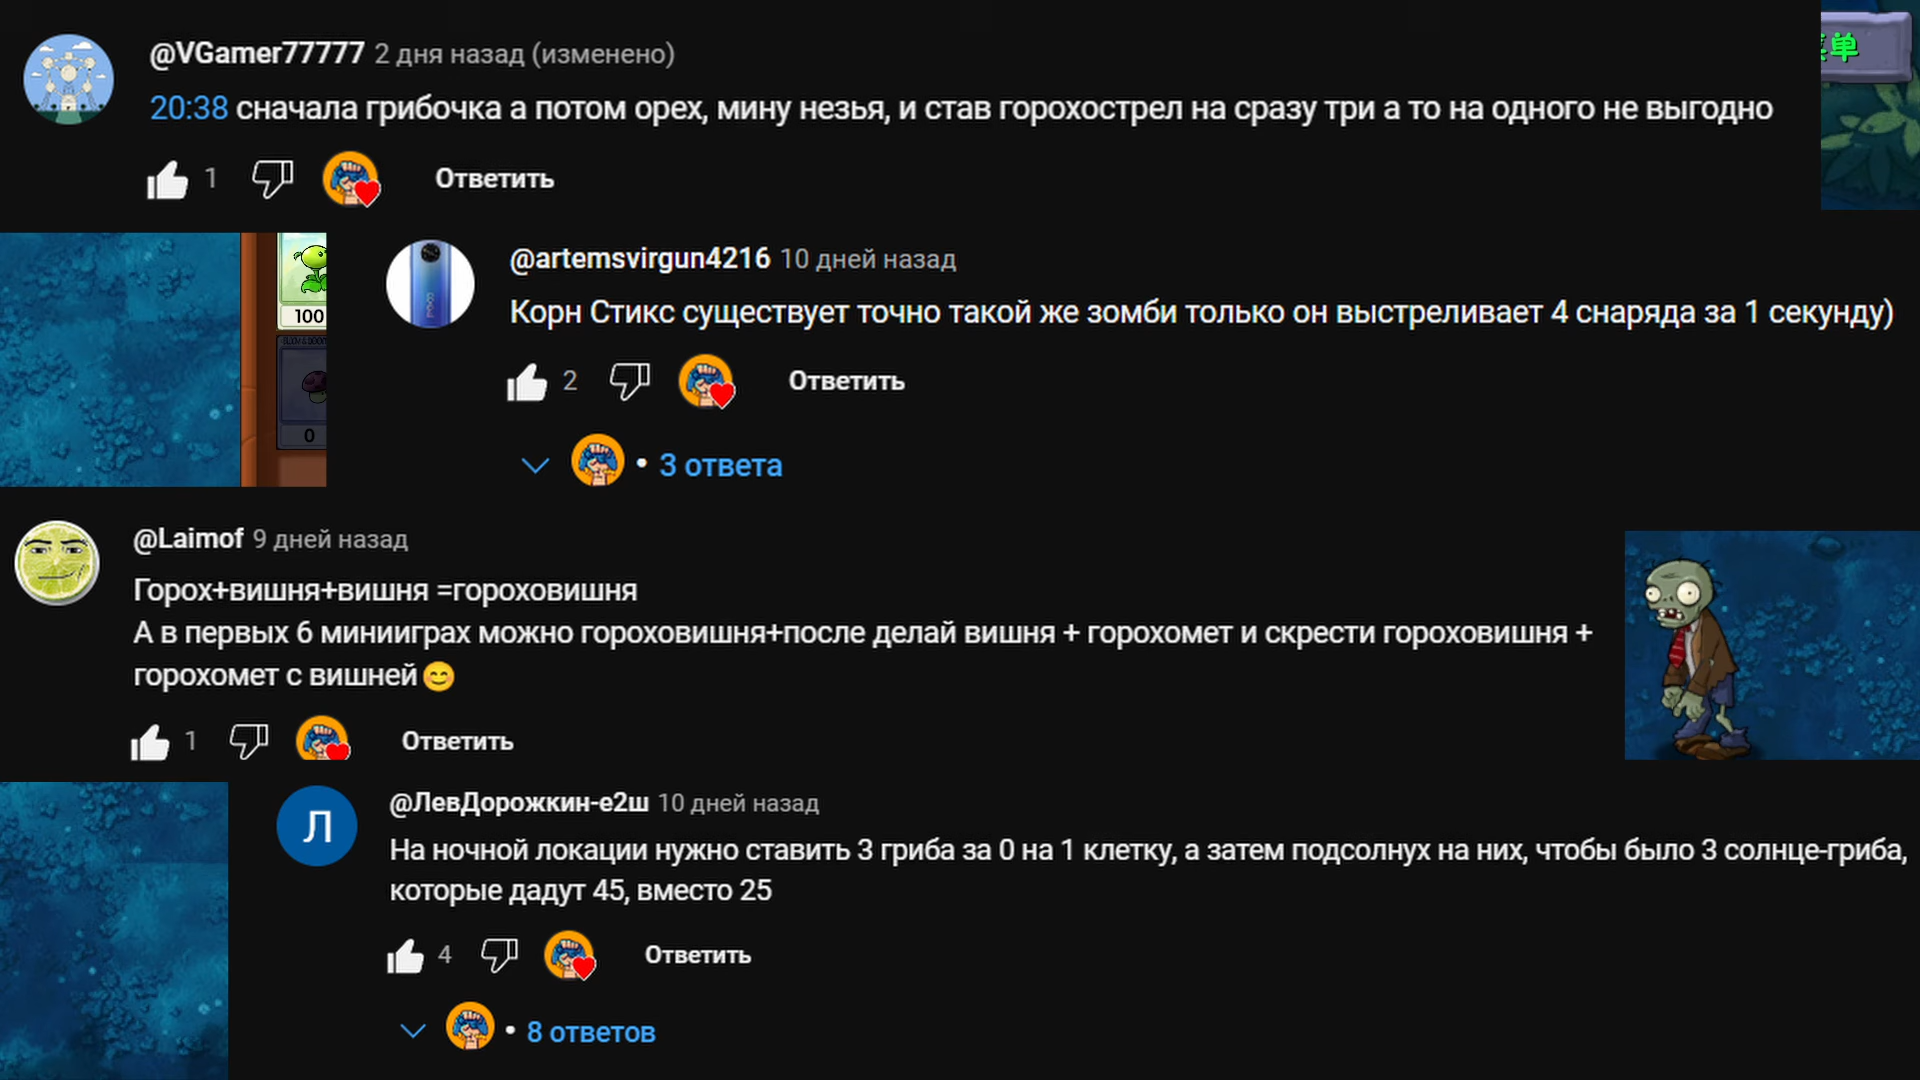 @VGamer77777 2 дня назад (изменено)
20:38 сначала грибочка а потом орех, мину незья, и став горохострел на сразу три а то на одного не выгодно
1 Ответить
单
100
0
@artemsvirgun4216 10 дней назад
Корн Стикс существует точно такой же зомби только он выстреливает 4 снаряда за 1 секунду)
2 Ответить
• 3 ответа
@Laimof 9 дней назад
Горох+вишня+вишня =гороховишня
А в первых 6 минииграх можно гороховишня+после делай вишня + горохомет и скрести гороховишня +
горохомет с вишней😊
1 Ответить
Л
@ЛевДорожкин-е2ш 10 дней назад
На ночной локации нужно ставить 3 гриба за 0 на 1 клетку, а затем подсолнух на них, чтобы было 3 солнце-гриба,
которые дадут 45, вместо 25
4 Ответить
• 8 ответов